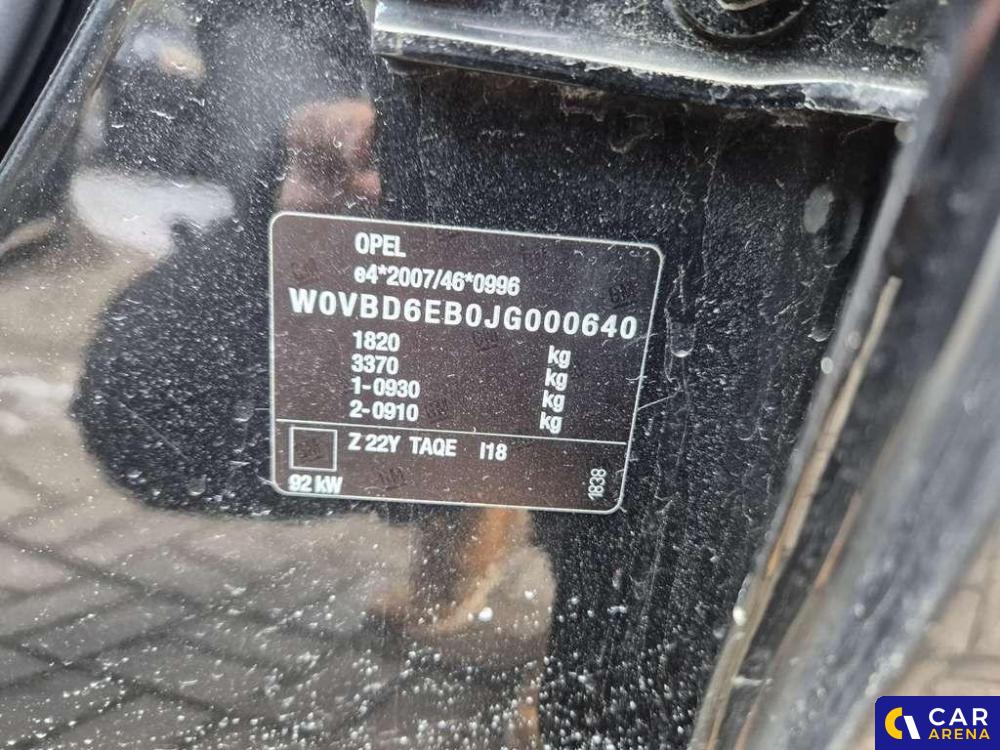 OPEL
e4*2007/46*0996
W0VBD6EB0JG000640
1820 kg
3370 kg
1-0930 kg
2-0910 kg
Z 22Y TAQE I18
92 kW
1838
CAR
ARENA